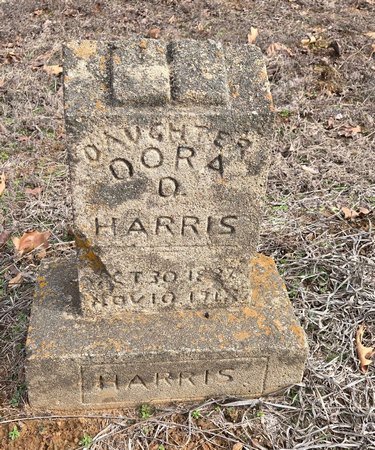 DAUGHTER
DORA
D.
HARRIS
OCT 30
NOV 10
HARRIS